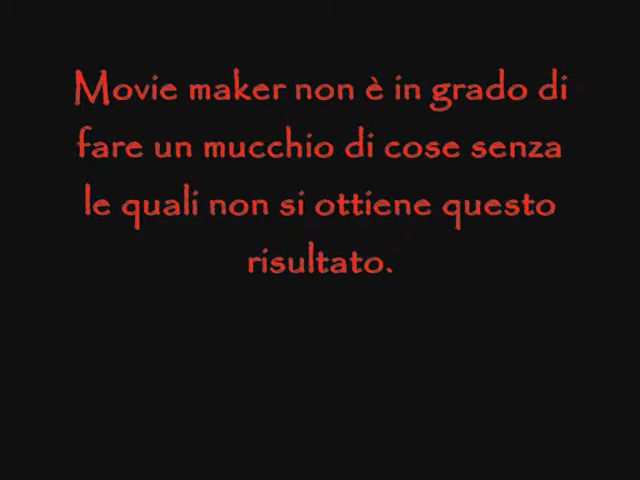 Movie maker non è in grado di
fare un mucchio di cose senza
le quali non si ottiene questo
risultato.